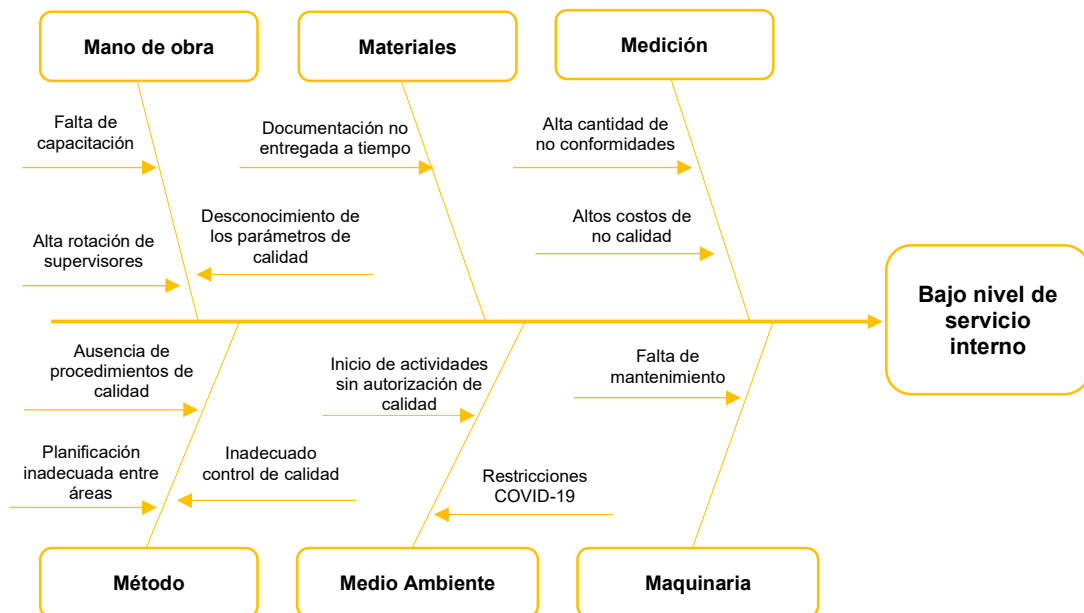 Mano de obra
Materiales
Medición
Falta de
capacitación
Documentación no
entregada a tiempo
Alta cantidad de
no conformidades
Alta rotación de
supervisores
Desconocimiento de
los parámetros de
calidad
Altos costos de
no calidad
Bajo nivel de
servicio
interno
Ausencia de
procedimientos de
calidad
Inicio de actividades
sin autorización de
calidad
Falta de
mantenimiento
Planificación
inadecuada entre
áreas
Inadecuado
control de calidad
Restricciones
COVID-19
Método
Medio Ambiente
Maquinaria